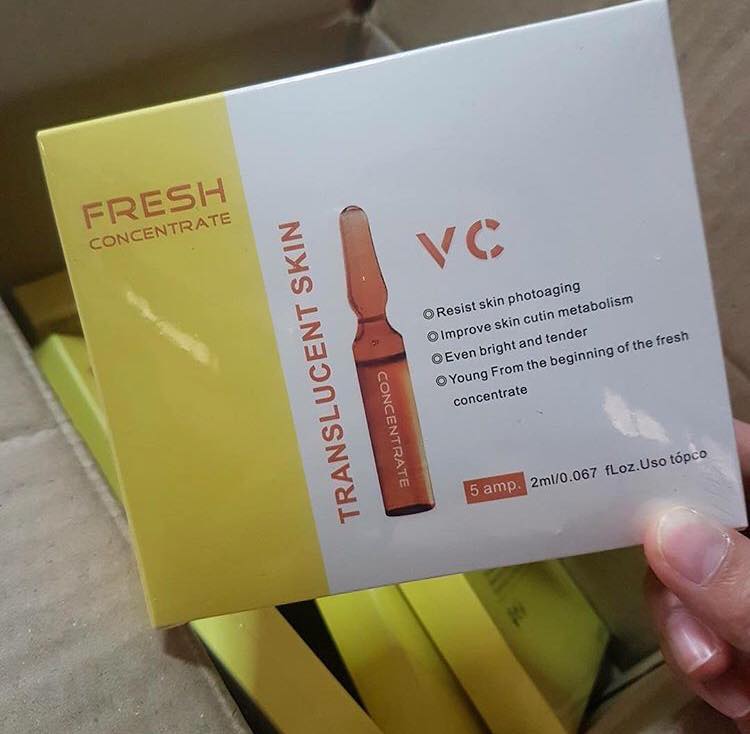 FRESH
CONCENTRATE
TRANSLUCENT SKIN
CONCENTRATE
VC
◎Resist skin photoaging
◎Improve skin cutin metabolism
◎Even bright and tender
◎Young From the beginning of the fresh
concentrate
5 amp. 2ml/0.067 fLoz.Uso tópco